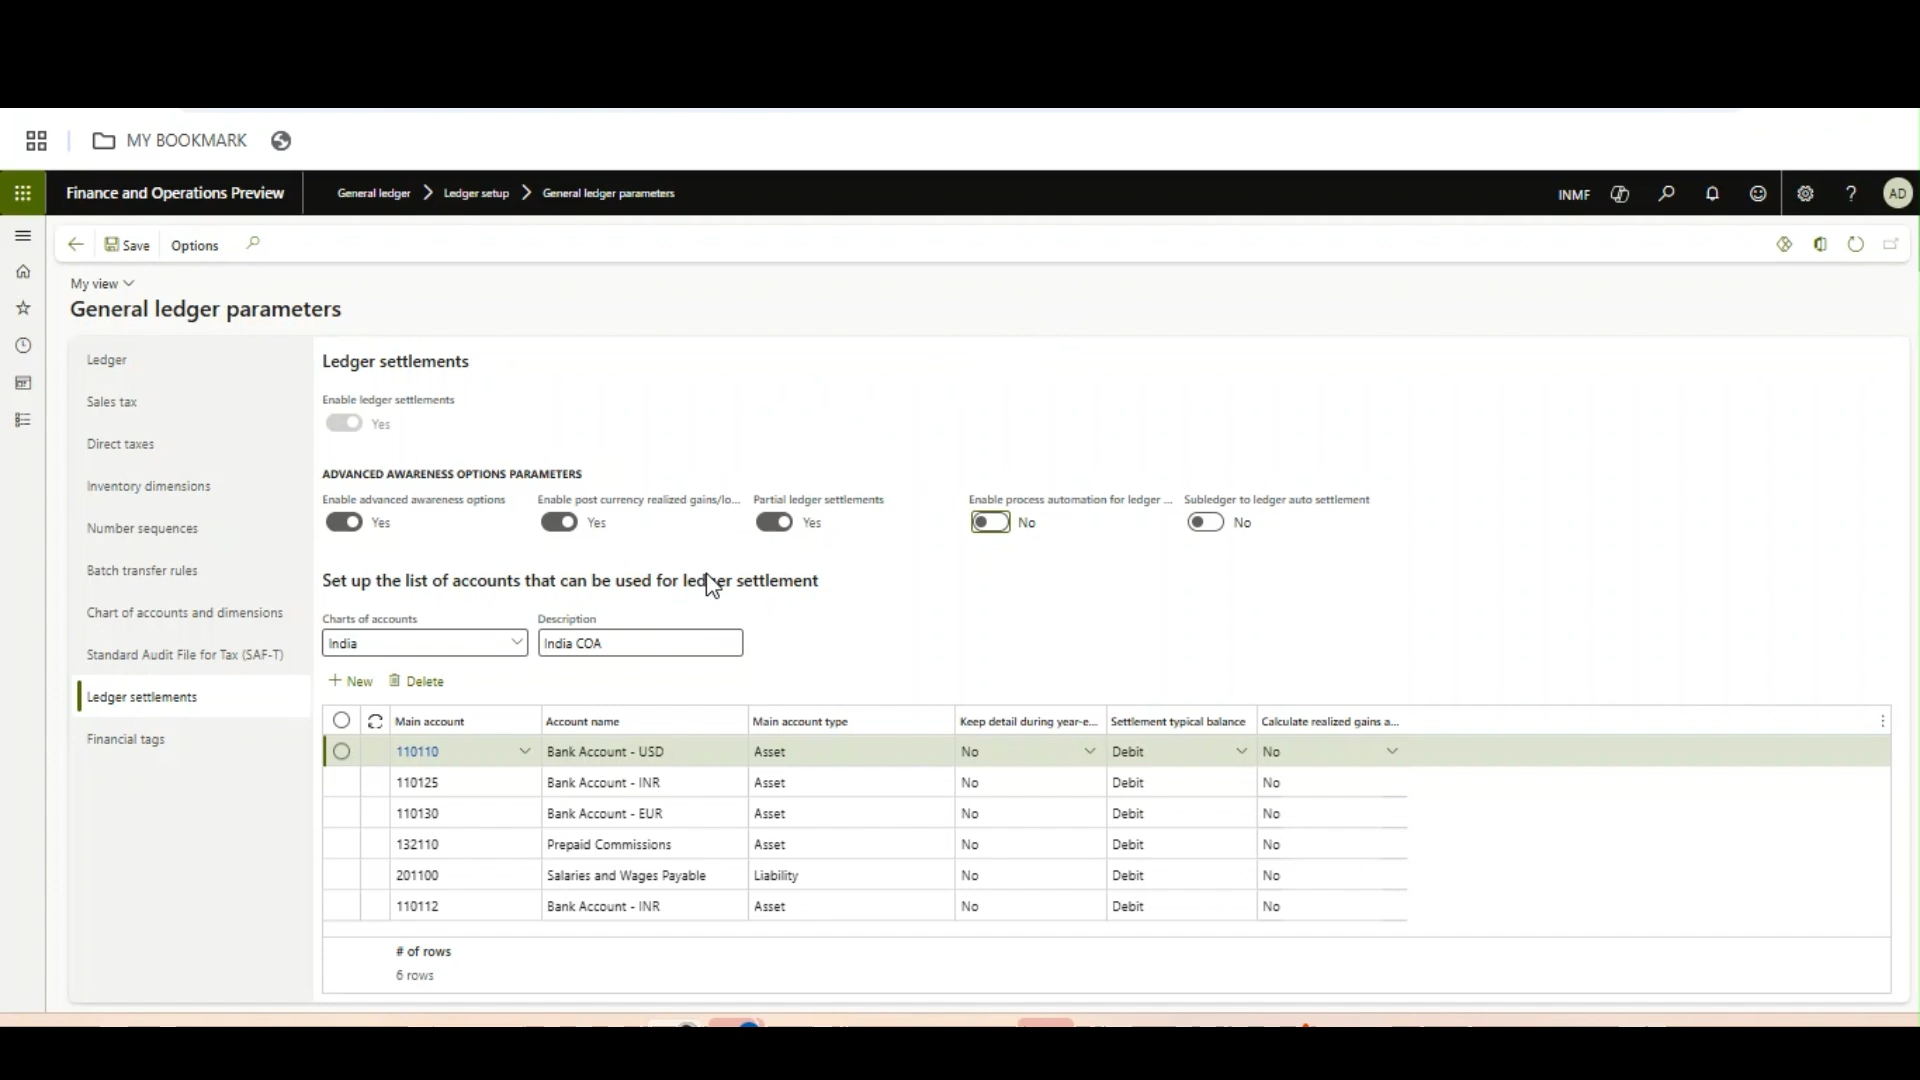 MY BOOKMARK
Finance and Operations Preview General ledger > Ledger setup > General ledger parameters INMF ? AD
Save Options
My view
General ledger parameters
Ledger
Sales tax
Direct taxes
Inventory dimensions
Number sequences
Batch transfer rules
Chart of accounts and dimensions
Standard Audit File for Tax (SAF-T)
Ledger settlements
Financial tags
Ledger settlements
Enable ledger settlements
Yes
ADVANCED AWARENESS OPTIONS PARAMETERS
Enable advanced awareness options Enable post currency realized gains/lo... Partial ledger settlements Enable process automation for ledger ... Subledger to ledger auto settlement
Yes Yes Yes No No
Set up the list of accounts that can be used for ledger settlement
Charts of accounts Description
India India COA
New Delete
Main account Account name Main account type Keep detail during year-e... Settlement typical balance Calculate realized gains a...
110110 Bank Account - USD Asset No Debit No
110125 Bank Account - INR Asset No Debit No
110130 Bank Account - EUR Asset No Debit No
132110 Prepaid Commissions Asset No Debit No
201100 Salaries and Wages Payable Liability No Debit No
110112 Bank Account - INR Asset No Debit No
# of rows
6 rows